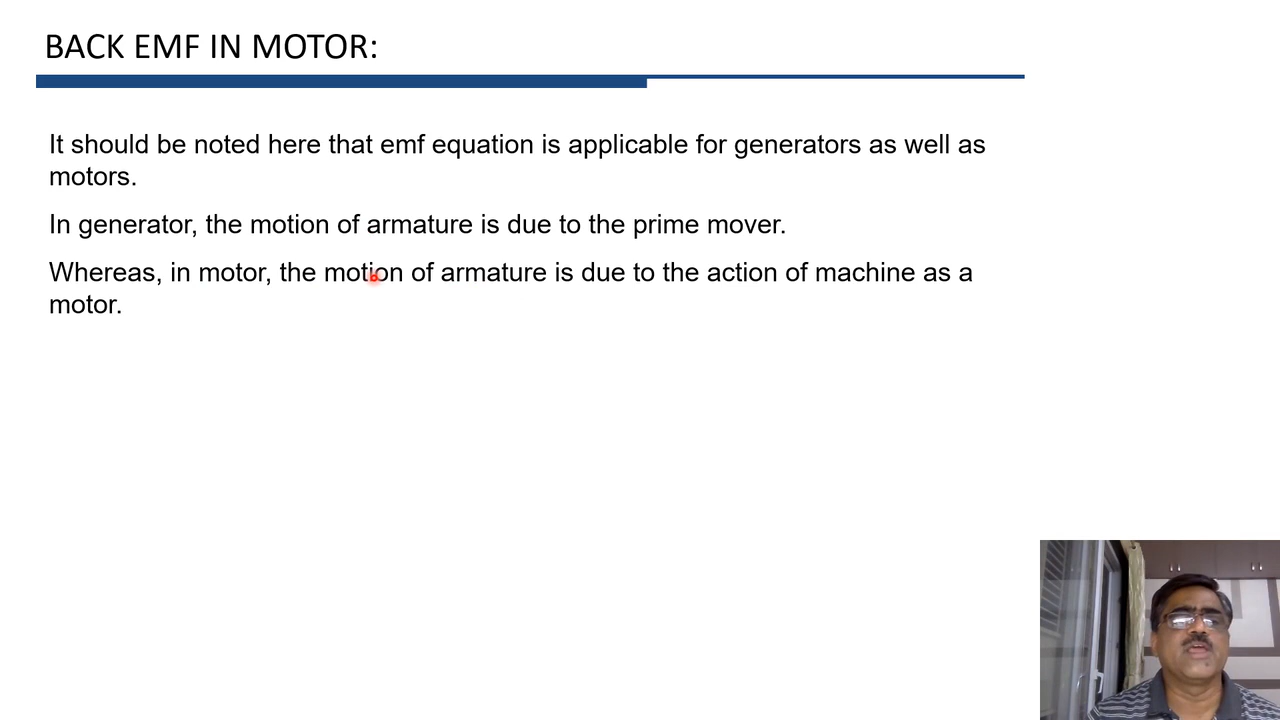 BACK EMF IN MOTOR:
It should be noted here that emf equation is applicable for generators as well as
motors.
In generator, the motion of armature is due to the prime mover.
Whereas, in motor, the motion of armature is due to the action of machine as a
motor.